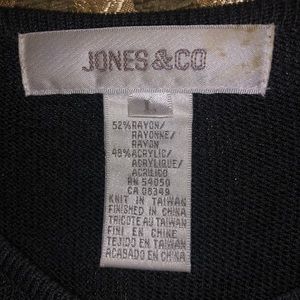 JONES & CO
L
52% RAYON/
RAYONNE/
RAYON
48% ACRYLIC/
ACRYLIQUE/
ACRILICO
RN 54050
CA 08349
KNIT IN TAIWAN
FINISHED IN CHINA
TRICOTE AU TAIWAN
FINI EN CHINE
TEJIDO EN TAIWAN
ACABADO EN CHINA